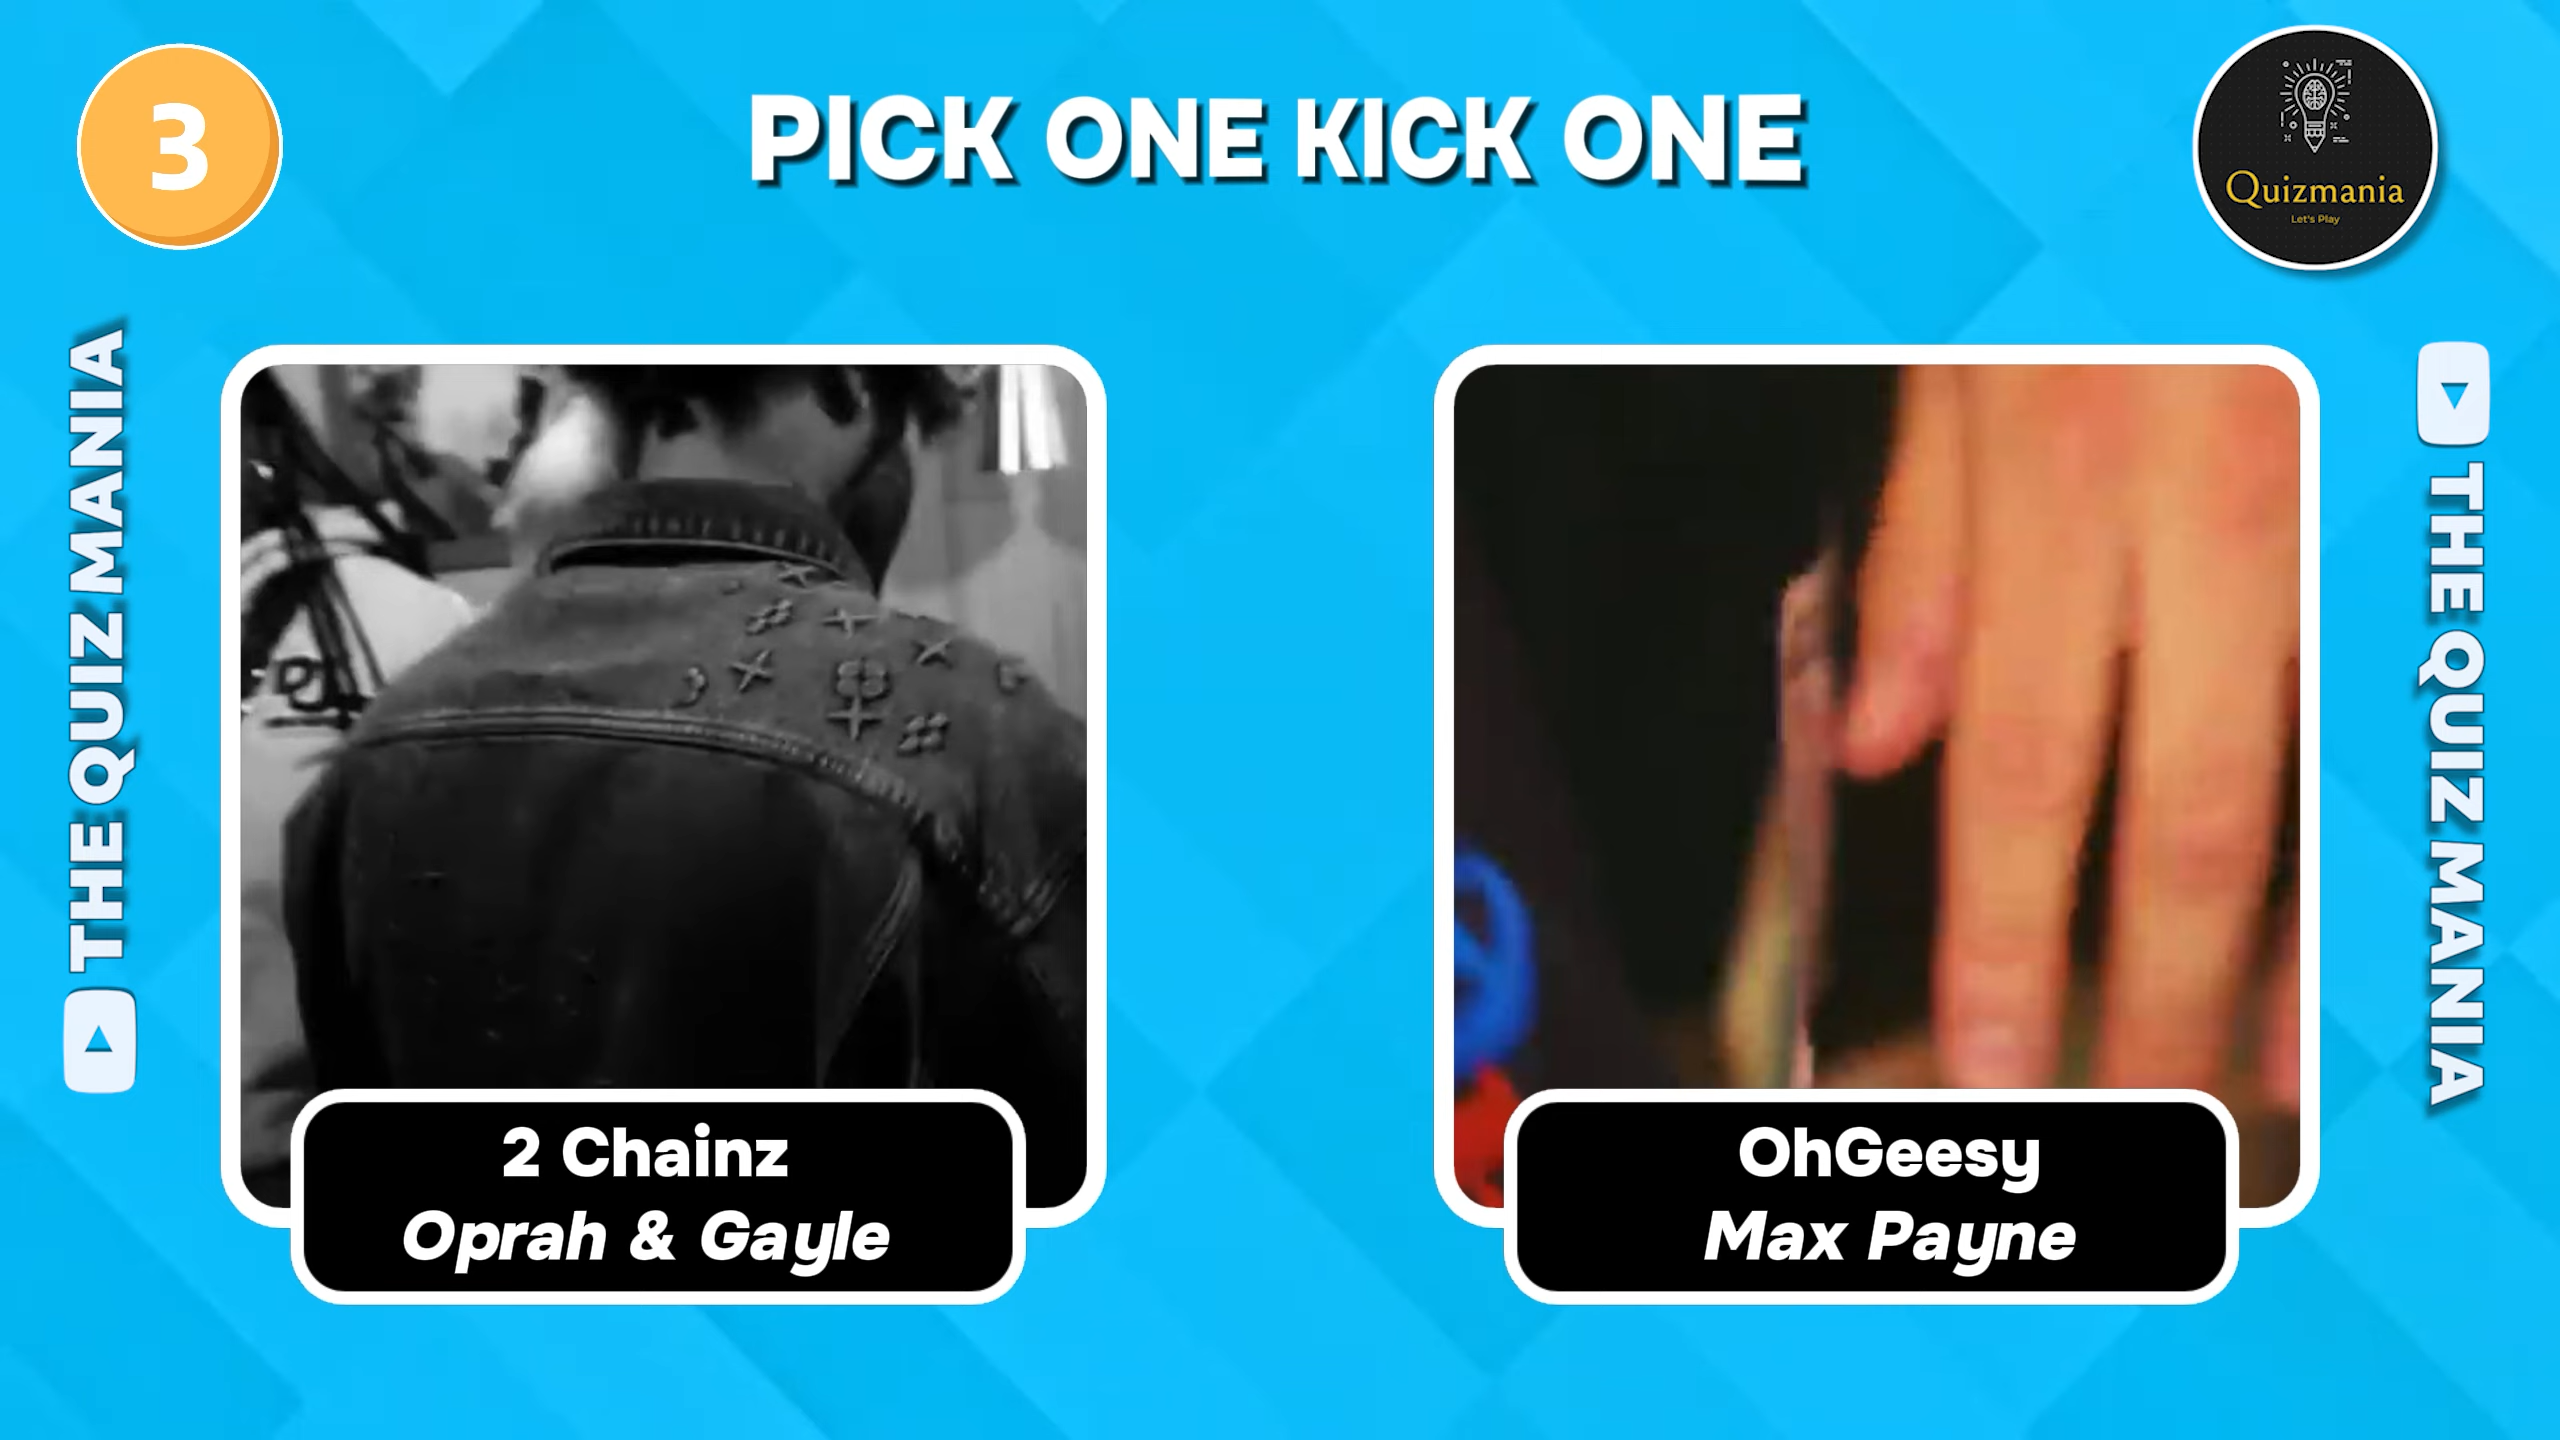 3
PICK ONE KICK ONE
Quizmania
Let's Play
THE QUIZ MANIA
THE QUIZ MANIA
2 Chainz
Oprah & Gayle
OhGeesy
Max Payne